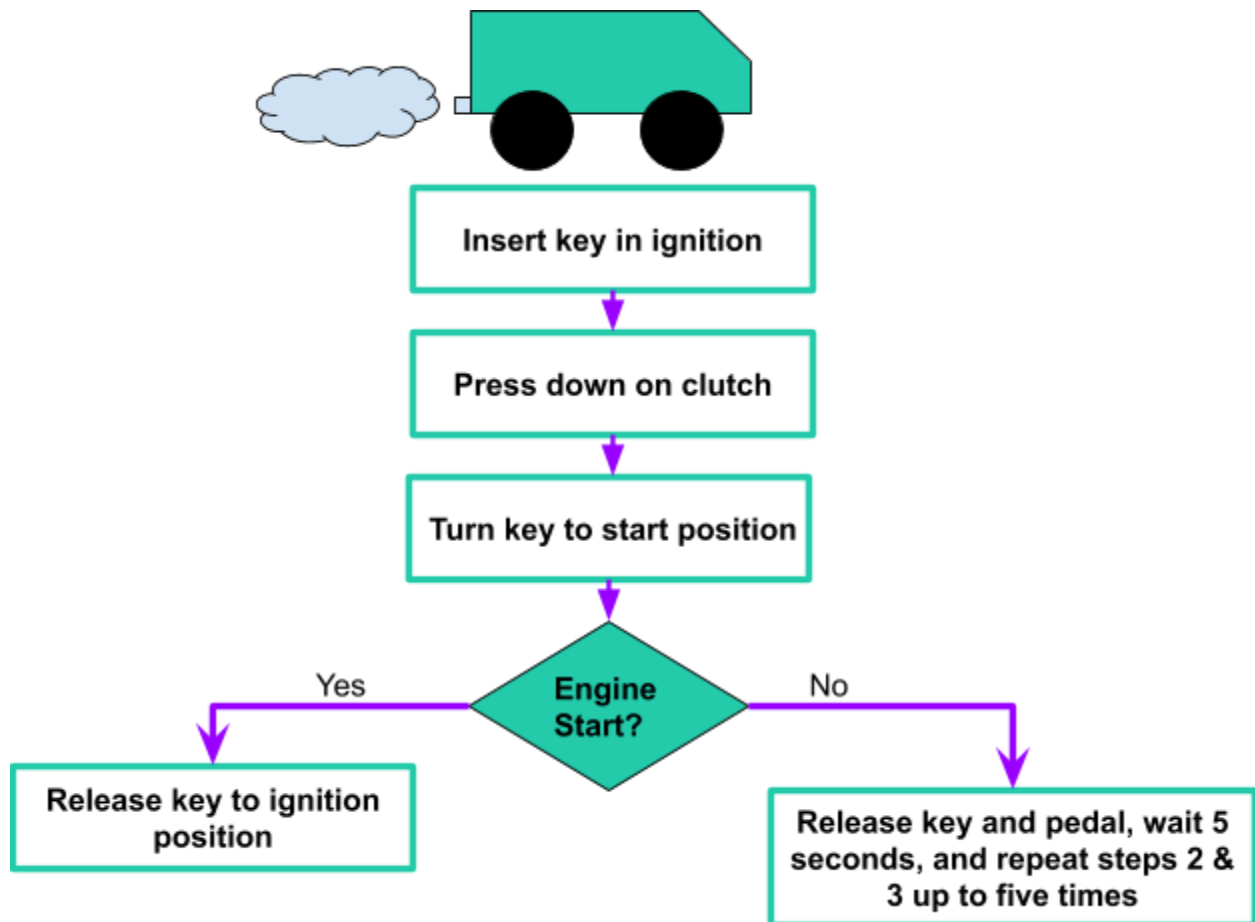 Insert key in ignition
Press down on clutch
Turn key to start position
Engine
Start?
Yes
No
Release key to ignition
position
Release key and pedal, wait 5
seconds, and repeat steps 2 &
3 up to five times